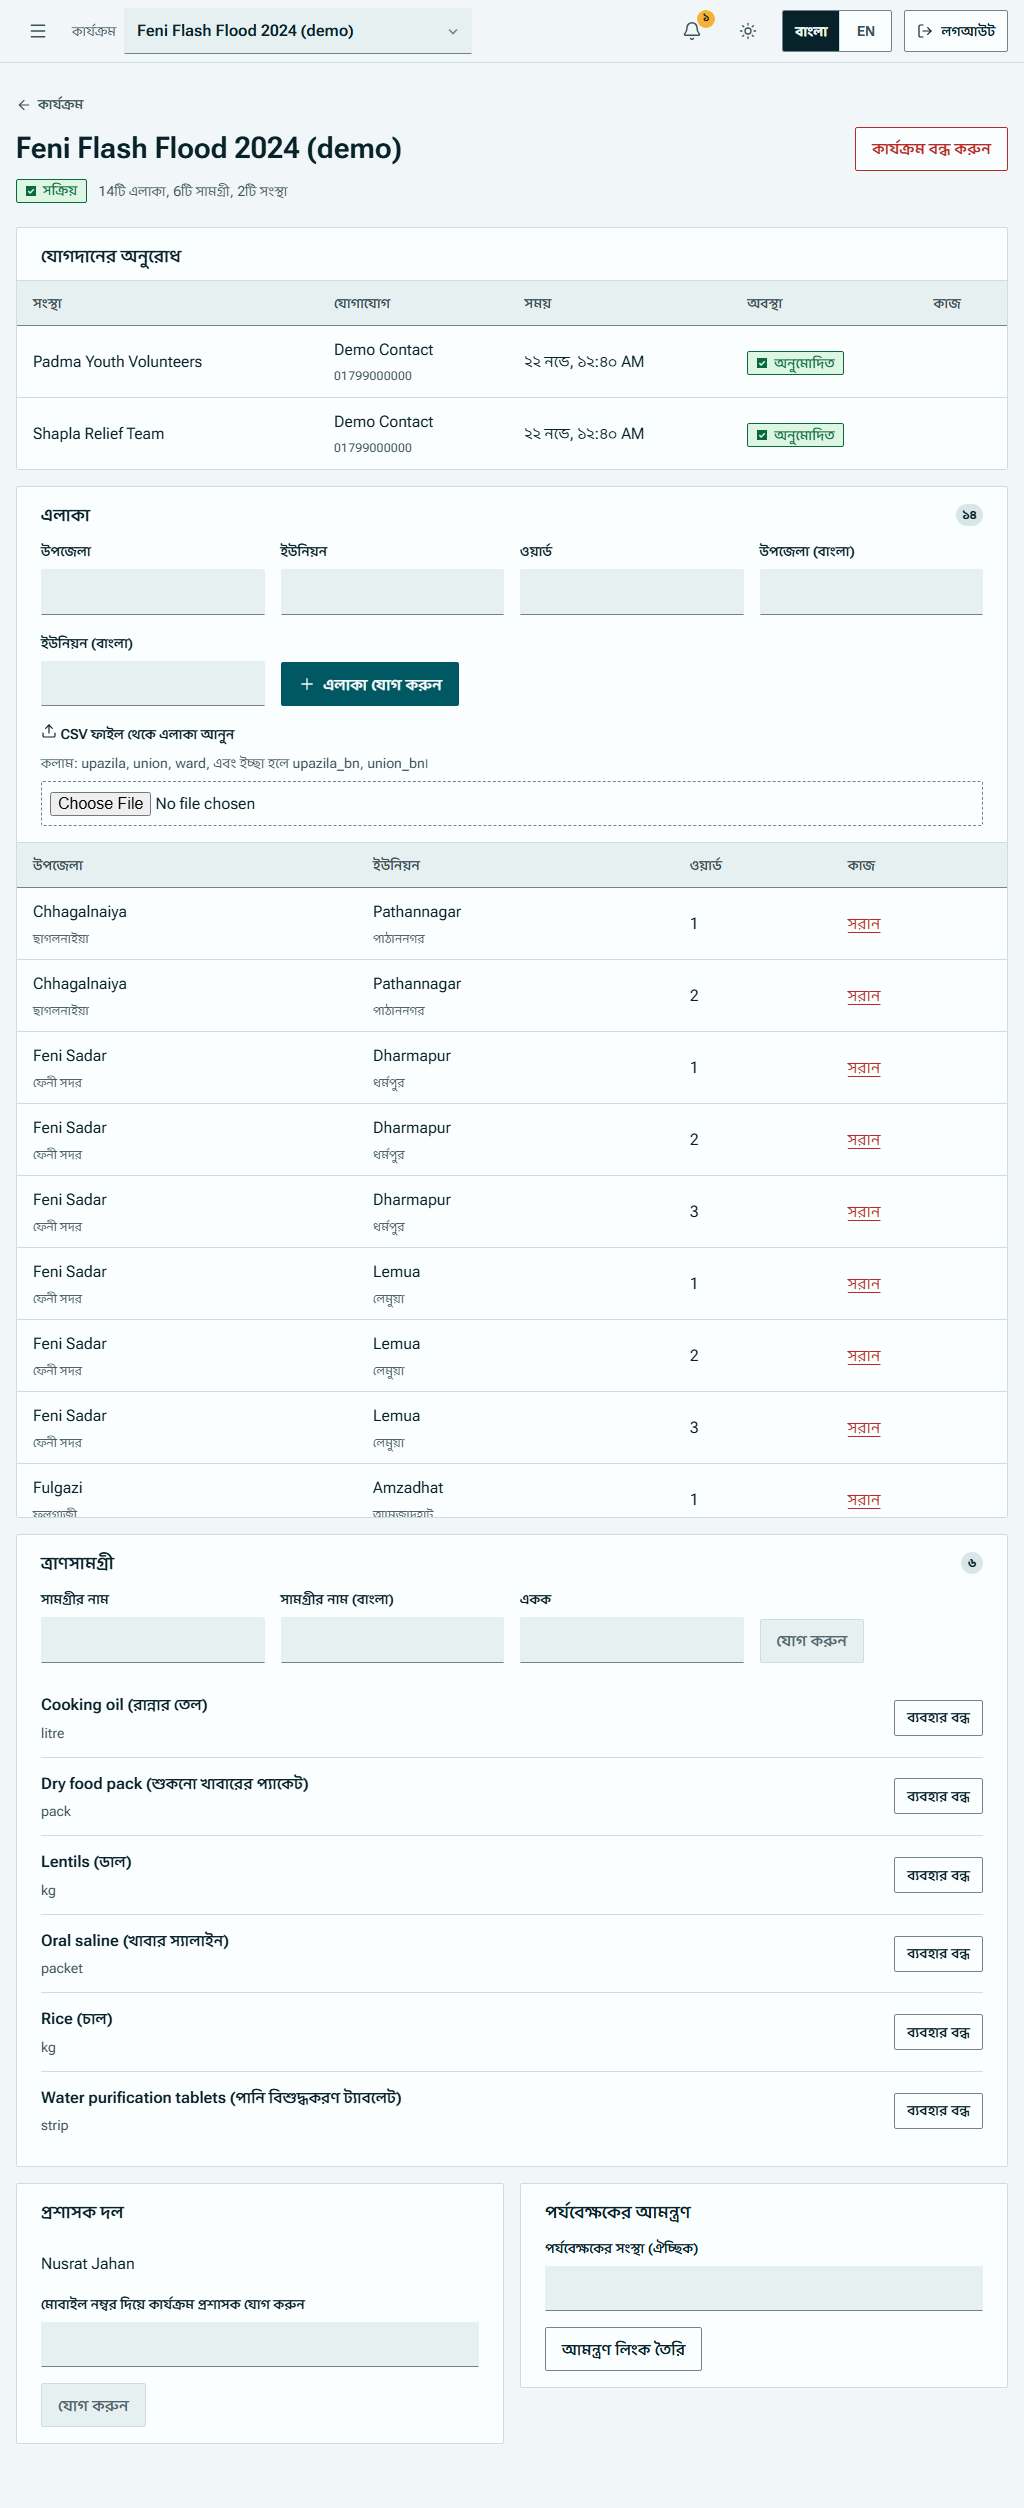 কার্যক্রম Feni Flash Flood 2024 (demo) ১ বাংলা EN লগআউট
কার্যক্রম
Feni Flash Flood 2024 (demo) কার্যক্রম বন্ধ করুন
সক্রিয় 14টি এলাকা, 6টি সামগ্রী, 2টি সংস্থা
যোগদানের অনুরোধ
সংস্থা যোগাযোগ সময় অবস্থা কাজ
Padma Youth Volunteers Demo Contact ২২ নভে, ১২:৪০ AM অনুমোদিত
01799000000
Shapla Relief Team Demo Contact ২২ নভে, ১২:৪০ AM অনুমোদিত
01799000000
এলাকা ১৪
উপজেলা ইউনিয়ন ওয়ার্ড উপজেলা (বাংলা)
ইউনিয়ন (বাংলা)
এলাকা যোগ করুন
CSV ফাইল থেকে এলাকা আনুন
কলাম: upazila, union, ward, এবং ইচ্ছা হলে upazila_bn, union_bn।
Choose File No file chosen
উপজেলা ইউনিয়ন ওয়ার্ড কাজ
Chhagalnaiya Pathannagar 1 সরান
ছাগলনাইয়া পাঠাননগর
Chhagalnaiya Pathannagar 2 সরান
ছাগলনাইয়া পাঠাননগর
Feni Sadar Dharmapur 1 সরান
ফেনী সদর ধর্মপুর
Feni Sadar Dharmapur 2 সরান
ফেনী সদর ধর্মপুর
Feni Sadar Dharmapur 3 সরান
ফেনী সদর ধর্মপুর
Feni Sadar Lemua 1 সরান
ফেনী সদর লেমুয়া
Feni Sadar Lemua 2 সরান
ফেনী সদর লেমুয়া
Feni Sadar Lemua 3 সরান
ফেনী সদর লেমুয়া
Fulgazi Amzadhat 1 সরান
ফুলগাজী আমজাদহাট
ত্রাণসামগ্রী ৬
সামগ্রীর নাম সামগ্রীর নাম (বাংলা) একক
যোগ করুন
Cooking oil (রান্নার তেল) ব্যবহার বন্ধ
litre
Dry food pack (শুকনো খাবারের প্যাকেট) ব্যবহার বন্ধ
pack
Lentils (ডাল) ব্যবহার বন্ধ
kg
Oral saline (খাবার স্যালাইন) ব্যবহার বন্ধ
packet
Rice (চাল) ব্যবহার বন্ধ
kg
Water purification tablets (পানি বিশুদ্ধকরণ ট্যাবলেট) ব্যবহার বন্ধ
strip
প্রশাসক দল
Nusrat Jahan
মোবাইল নম্বর দিয়ে কার্যক্রম প্রশাসক যোগ করুন
যোগ করুন
পর্যবেক্ষকের আমন্ত্রণ
পর্যবেক্ষকের সংস্থা (ঐচ্ছিক)
আমন্ত্রণ লিংক তৈরি